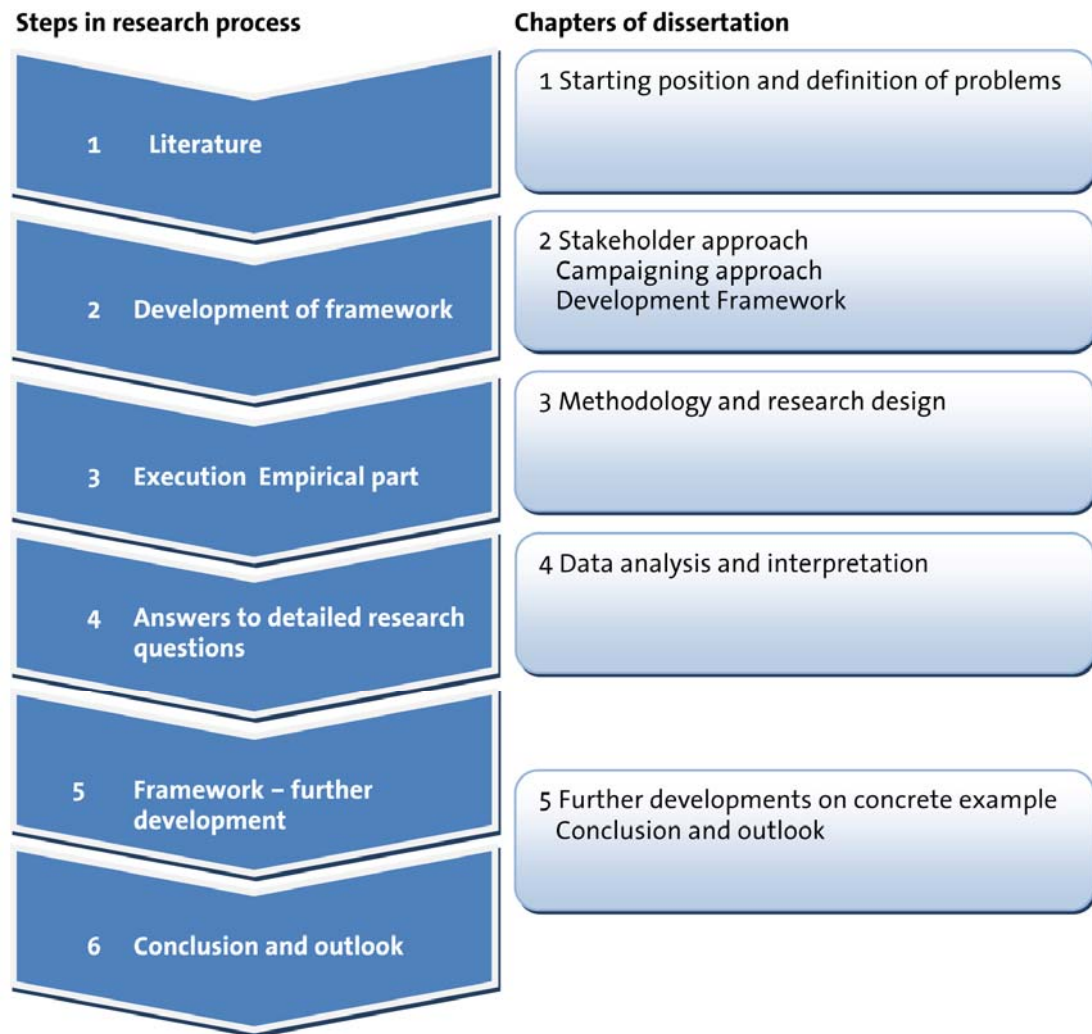 Steps in research process
Chapters of dissertation
1 Literature
1 Starting position and definition of problems
2 Development of framework
2 Stakeholder approach
Campaigning approach
Development Framework
3 Execution Empirical part
3 Methodology and research design
4 Answers to detailed research
questions
4 Data analysis and interpretation
5 Framework – further
development
5 Further developments on concrete example
Conclusion and outlook
6 Conclusion and outlook